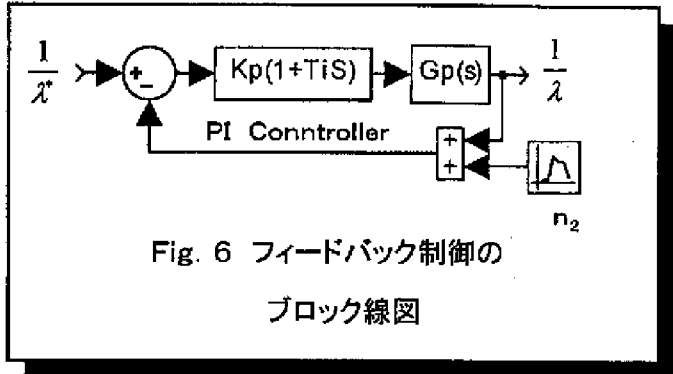 1/λ*
+
−
Kp(1+TiS)
Gp(s)
1/λ
PI Conntroller
+
+
n₂
Fig. 6 フィードバック制御の
ブロック線図